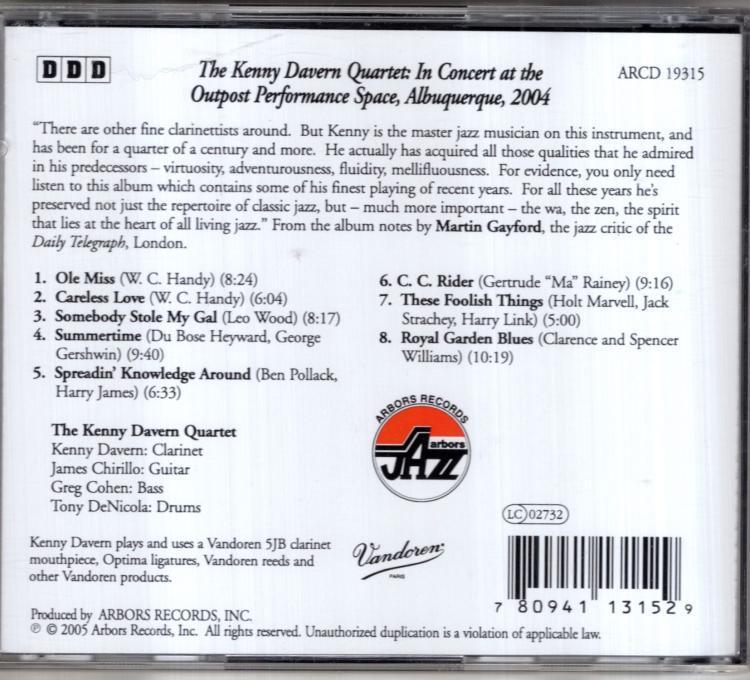 DDD
The Kenny Davern Quartet: In Concert at the
Outpost Performance Space, Albuquerque, 2004
ARCD 19315
"There are other fine clarinettists around. But Kenny is the master jazz musician on this instrument, and
has been for a quarter of a century and more. He actually has acquired all those qualities that he admired
in his predecessors – virtuosity, adventurousness, fluidity, mellifluousness. For evidence, you only need
listen to this album which contains some of his finest playing of recent years. For all these years he's
preserved not just the repertoire of classic jazz, but – much more important – the wa, the zen, the spirit
that lies at the heart of all living jazz." From the album notes by Martin Gayford, the jazz critic of the
Daily Telegraph, London.
1. Ole Miss (W. C. Handy) (8:24)
2. Careless Love (W. C. Handy) (6:04)
3. Somebody Stole My Gal (Leo Wood) (8:17)
4. Summertime (Du Bose Heyward, George
Gershwin) (9:40)
5. Spreadin' Knowledge Around (Ben Pollack,
Harry James) (6:33)
6. C. C. Rider (Gertrude "Ma" Rainey) (9:16)
7. These Foolish Things (Holt Marvell, Jack
Strachey, Harry Link) (5:00)
8. Royal Garden Blues (Clarence and Spencer
Williams) (10:19)
The Kenny Davern Quartet
Kenny Davern: Clarinet
James Chirillo: Guitar
Greg Cohen: Bass
Tony DeNicola: Drums
ARBORS RECORDS
arbors
JAZZ
LC 02732
Kenny Davern plays and uses a Vandoren 5JB clarinet
mouthpiece, Optima ligatures, Vandoren reeds and
other Vandoren products.
Vandoren
PARIS
7 80941 13152 9
Produced by ARBORS RECORDS, INC.
℗ © 2005 Arbors Records, Inc. All rights reserved. Unauthorized duplication is a violation of applicable law.